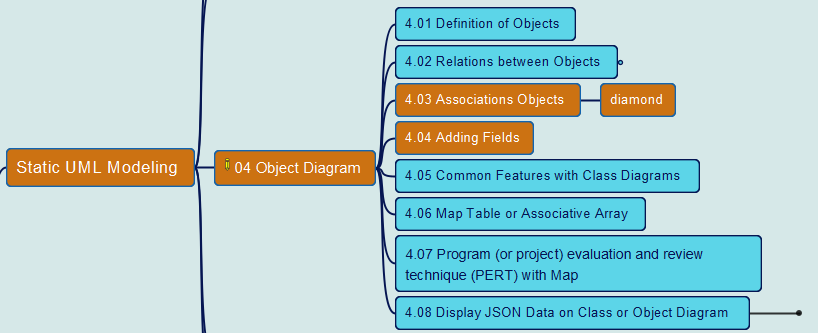 4.01 Definition of Objects
4.02 Relations between Objects
4.03 Associations Objects
diamond
4.04 Adding Fields
Static UML Modeling
04 Object Diagram
4.05 Common Features with Class Diagrams
4.06 Map Table or Associative Array
4.07 Program (or project) evaluation and review
technique (PERT) with Map
4.08 Display JSON Data on Class or Object Diagram